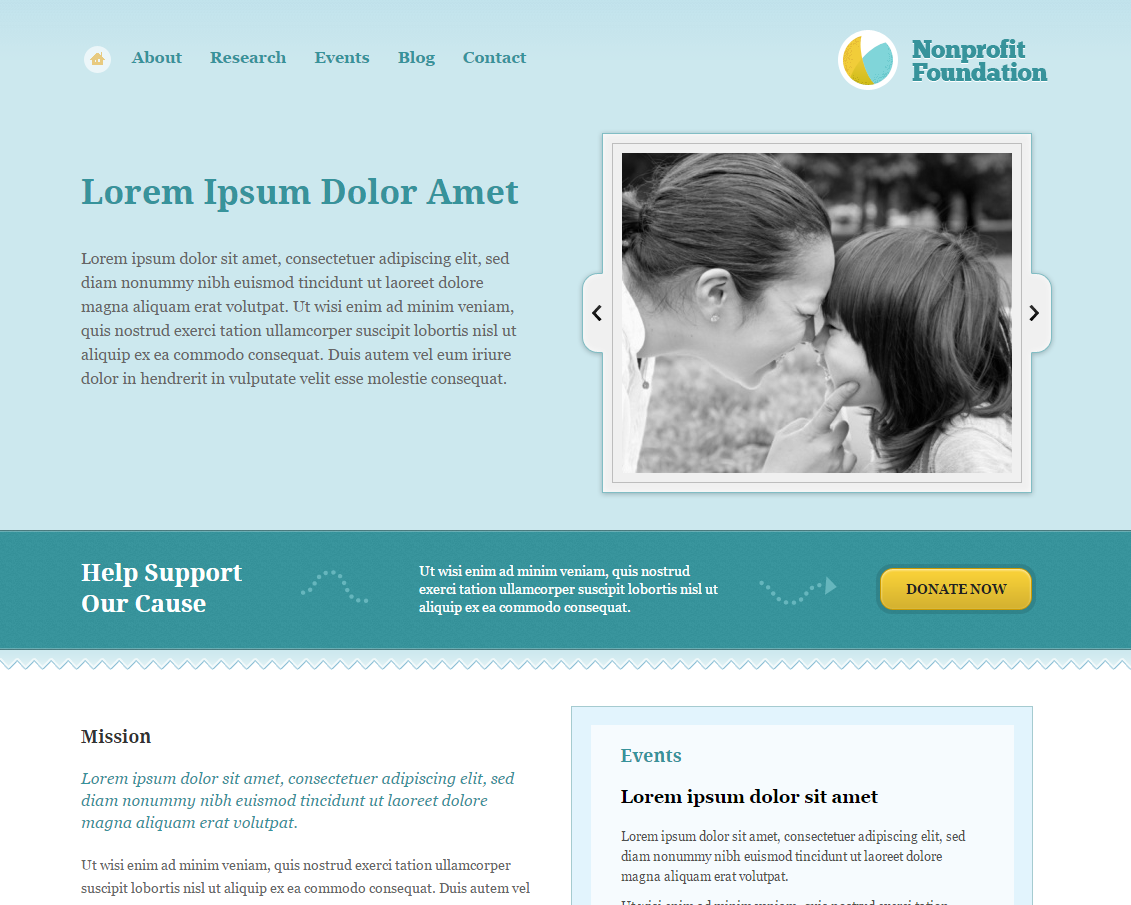 About Research Events Blog Contact
Nonprofit
Foundation
Lorem Ipsum Dolor Amet
Lorem ipsum dolor sit amet, consectetuer adipiscing elit, sed
diam nonummy nibh euismod tincidunt ut laoreet dolore
magna aliquam erat volutpat. Ut wisi enim ad minim veniam,
quis nostrud exerci tation ullamcorper suscipit lobortis nisl ut
aliquip ex ea commodo consequat. Duis autem vel eum iriure
dolor in hendrerit in vulputate velit esse molestie consequat.
Help Support
Our Cause
Ut wisi enim ad minim veniam, quis nostrud
exerci tation ullamcorper suscipit lobortis nisl ut
aliquip ex ea commodo consequat.
DONATE NOW
Mission
Lorem ipsum dolor sit amet, consectetuer adipiscing elit, sed
diam nonummy nibh euismod tincidunt ut laoreet dolore
magna aliquam erat volutpat.
Ut wisi enim ad minim veniam, quis nostrud exerci tation ullamcorper
suscipit lobortis nisl ut aliquip ex ea commodo consequat. Duis autem vel
Events
Lorem ipsum dolor sit amet
Lorem ipsum dolor sit amet, consectetuer adipiscing elit, sed
diam nonummy nibh euismod tincidunt ut laoreet dolore
magna aliquam erat volutpat.